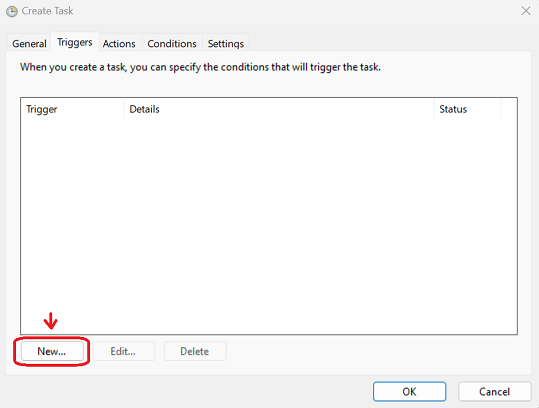 Create Task
General Triggers Actions Conditions Settings
When you create a task, you can specify the conditions that will trigger the task.
Trigger Details Status
New... Edit... Delete
OK Cancel